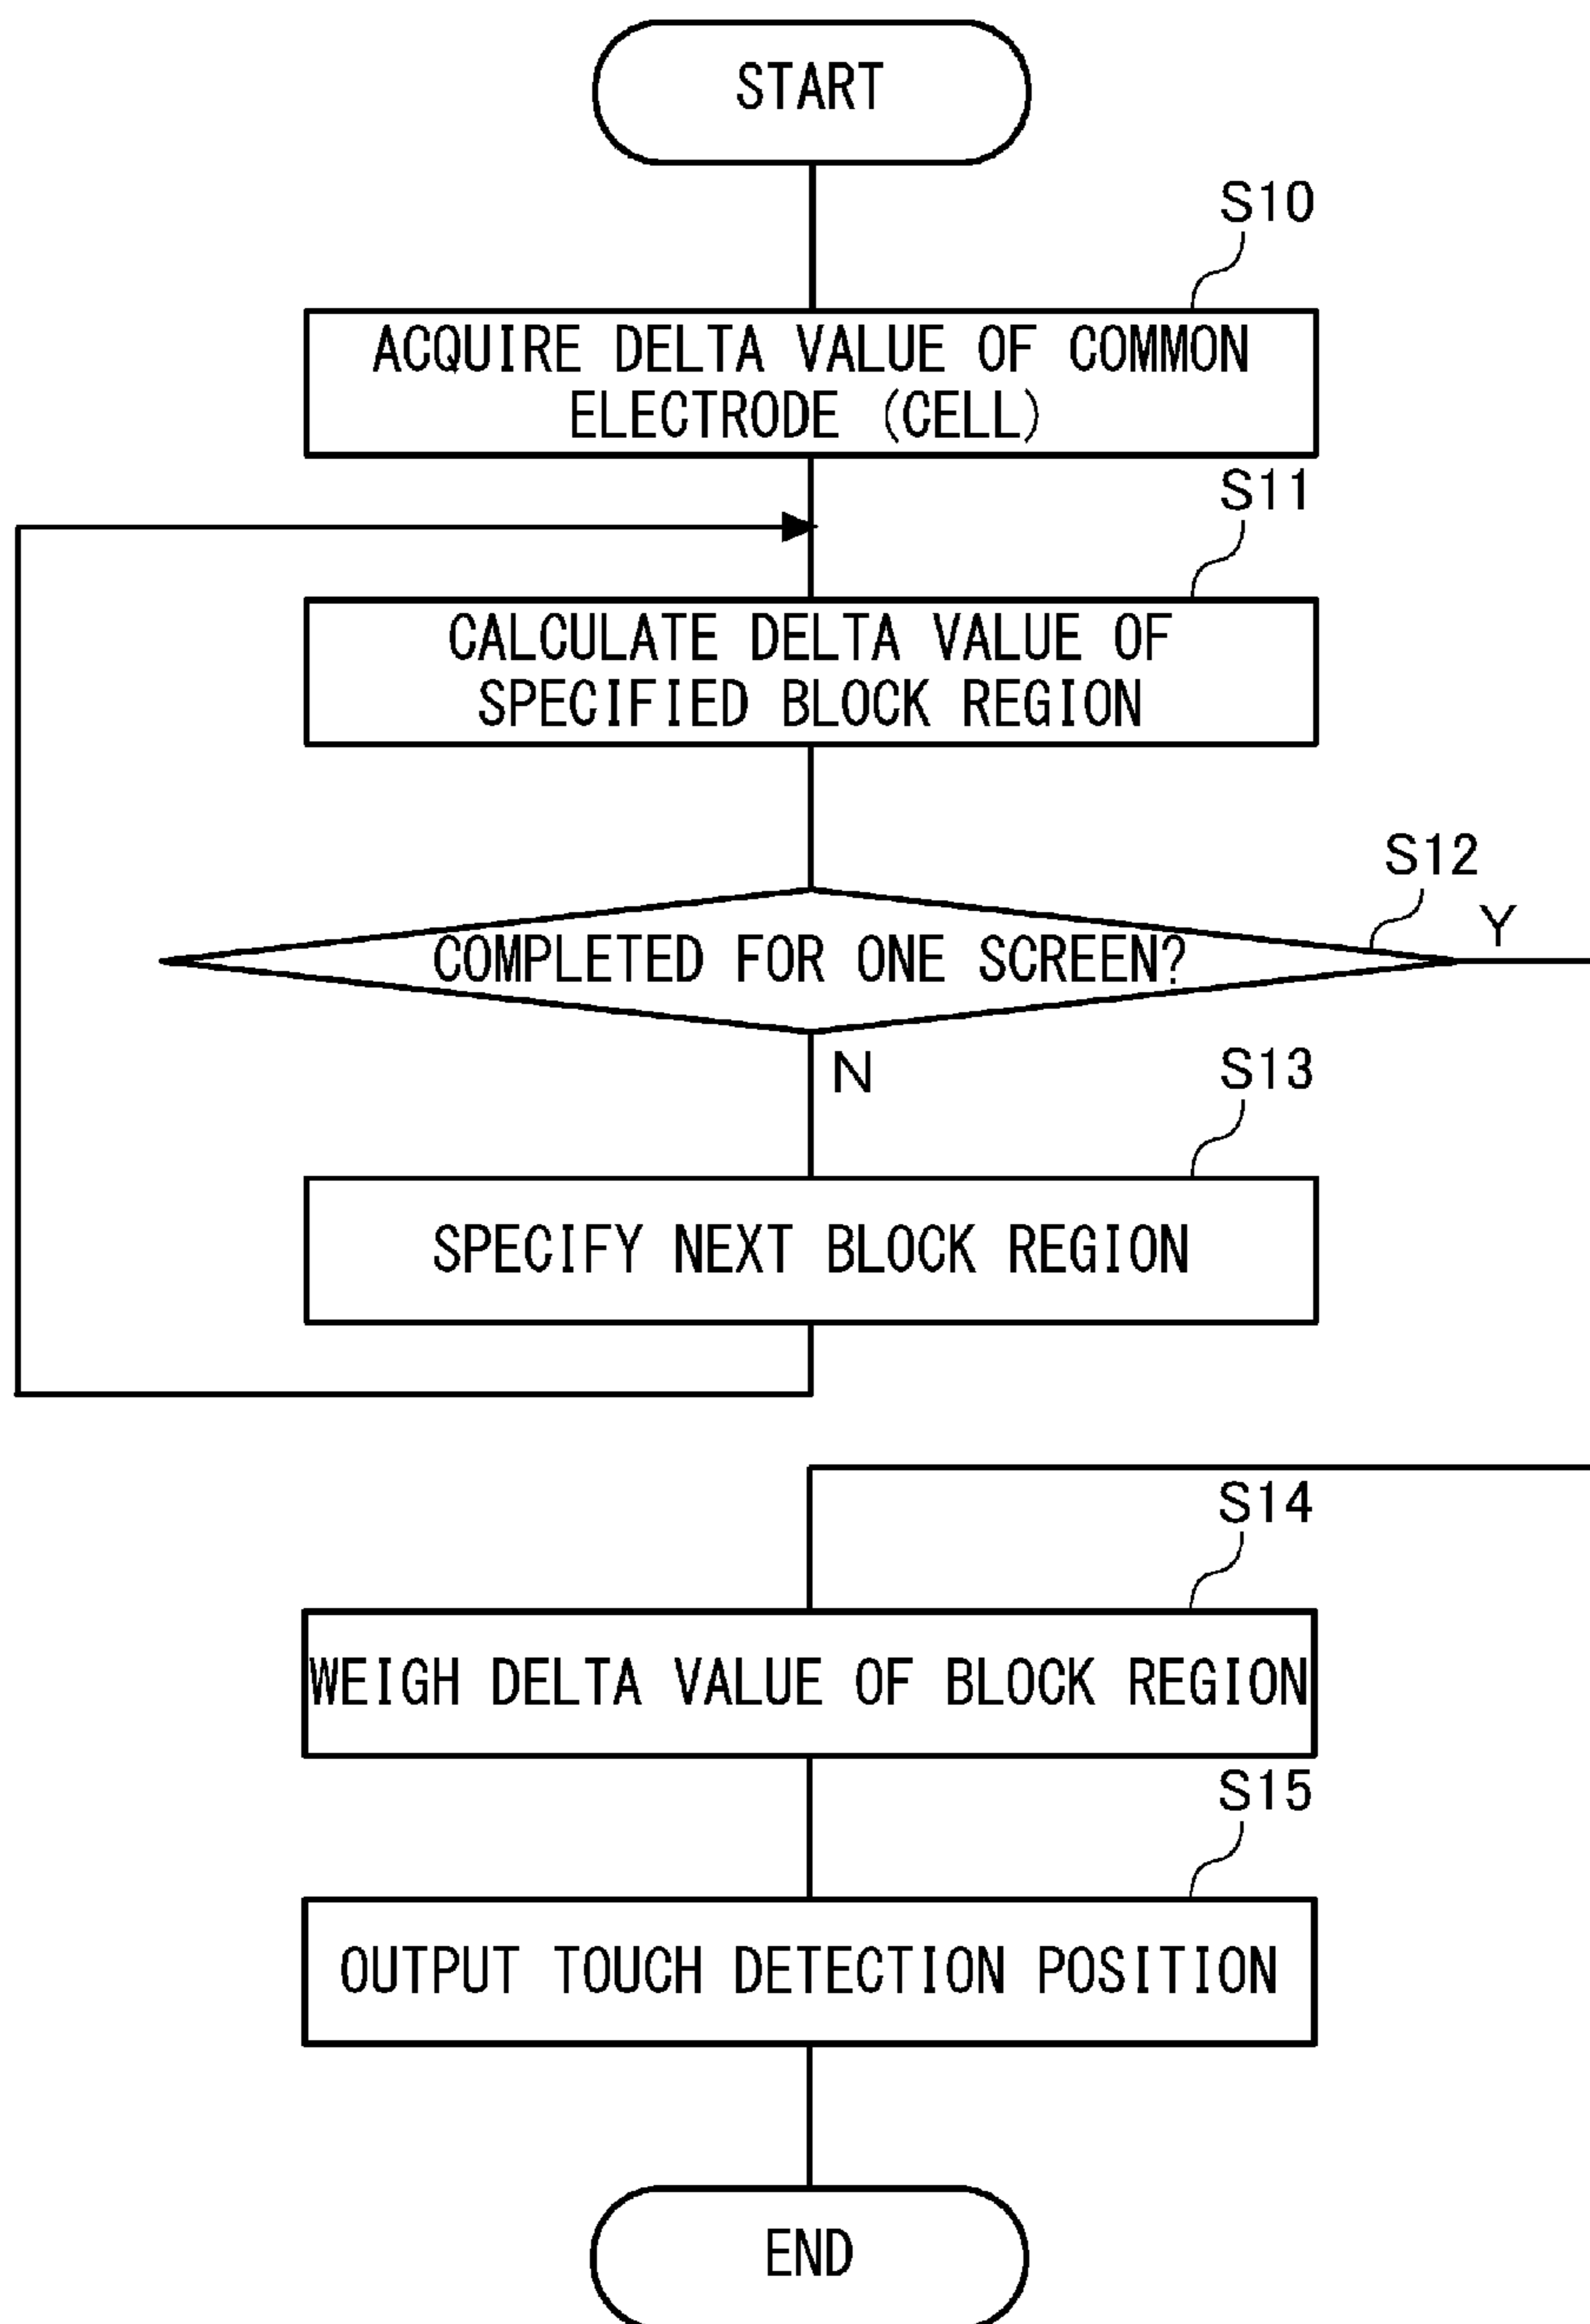 START
S10
ACQUIRE DELTA VALUE OF COMMON
ELECTRODE (CELL)
S11
CALCULATE DELTA VALUE OF
SPECIFIED BLOCK REGION
S12
Y
COMPLETED FOR ONE SCREEN?
N
S13
SPECIFY NEXT BLOCK REGION
S14
WEIGH DELTA VALUE OF BLOCK REGION
S15
OUTPUT TOUCH DETECTION POSITION
END